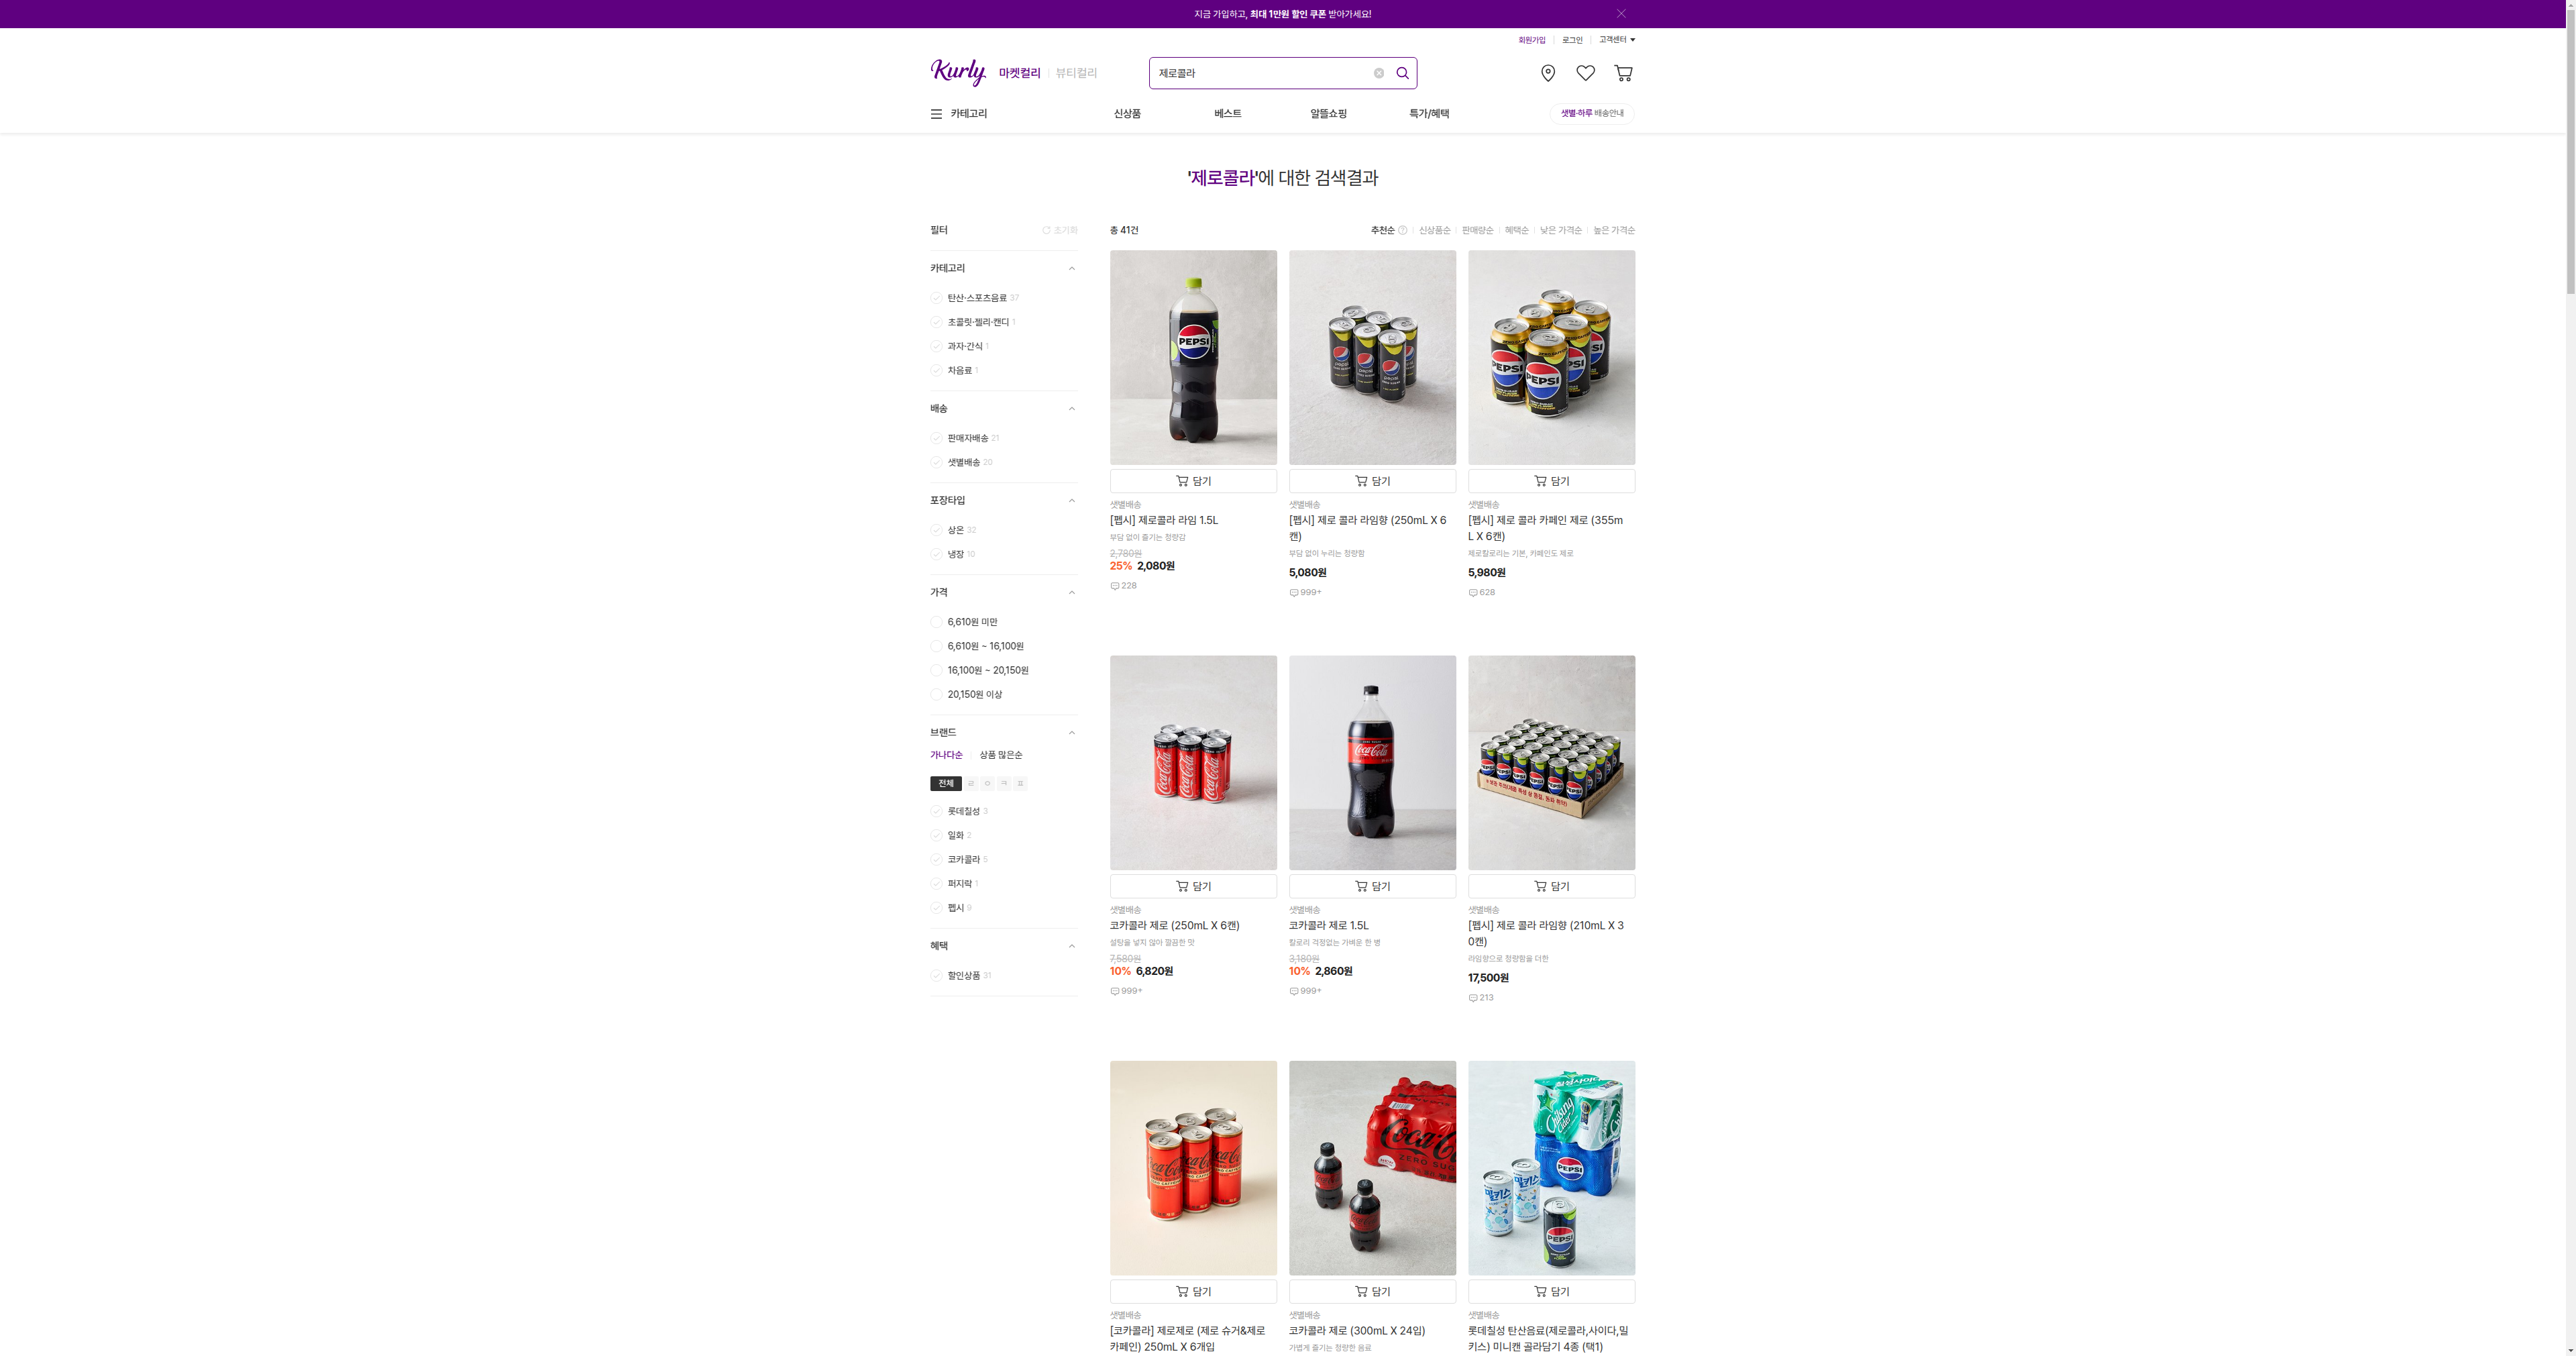 지금 가입하고, 최대 1만원 할인 쿠폰 받아가세요!
회원가입 로그인 고객센터
Kurly 마켓컬리 뷰티컬리
제로콜라
카테고리 신상품 베스트 알뜰쇼핑 특가/혜택 샛별·하루 배송안내
'제로콜라'에 대한 검색결과
필터 초기화
카테고리
탄산·스포츠음료 37
초콜릿·젤리·캔디 1
과자·간식 1
차음료 1
배송
판매자배송 21
샛별배송 20
포장타입
상온 32
냉장 10
가격
6,610원 미만
6,610원 ~ 16,100원
16,100원 ~ 20,150원
20,150원 이상
브랜드
가나다순 상품 많은순
전체 ㄹ ㅇ ㅋ ㅍ
롯데칠성 3
일화 2
코카콜라 5
퍼지락 1
펩시 9
혜택
할인상품 31
총 41건 추천순 신상품순 판매량순 혜택순 낮은 가격순 높은 가격순
PEPSI
담기
샛별배송
[펩시] 제로콜라 라임 1.5L
부담 없이 즐기는 청량감
2,780원
25% 2,080원
228
담기
샛별배송
[펩시] 제로 콜라 라임향 (250mL X 6
캔)
부담 없이 누리는 청량함
5,080원
999+
PEPSI
PEPSI
담기
샛별배송
[펩시] 제로 콜라 카페인 제로 (355m
L X 6캔)
제로칼로리는 기본, 카페인도 제로
5,980원
628
Coca-Cola
담기
샛별배송
코카콜라 제로 (250mL X 6캔)
설탕을 넣지 않아 깔끔한 맛
7,580원
10% 6,820원
999+
Coca-Cola
담기
샛별배송
코카콜라 제로 1.5L
칼로리 걱정없는 가벼운 한 병
3,180원
10% 2,860원
999+
담기
샛별배송
[펩시] 제로 콜라 라임향 (210mL X 3
0캔)
라임향으로 청량함을 더한
17,500원
213
담기
샛별배송
[코카콜라] 제로제로 (제로 슈거&제로
카페인) 250mL X 6개입
Coca-Co
ZERO SUG
담기
샛별배송
코카콜라 제로 (300mL X 24입)
가볍게 즐기는 청량한 음료
Chilsung
Cider
PEPSI
밀키스
밀키스
PEPSI
담기
샛별배송
롯데칠성 탄산음료(제로콜라,사이다,밀
키스) 미니캔 골라담기 4종 (택1)